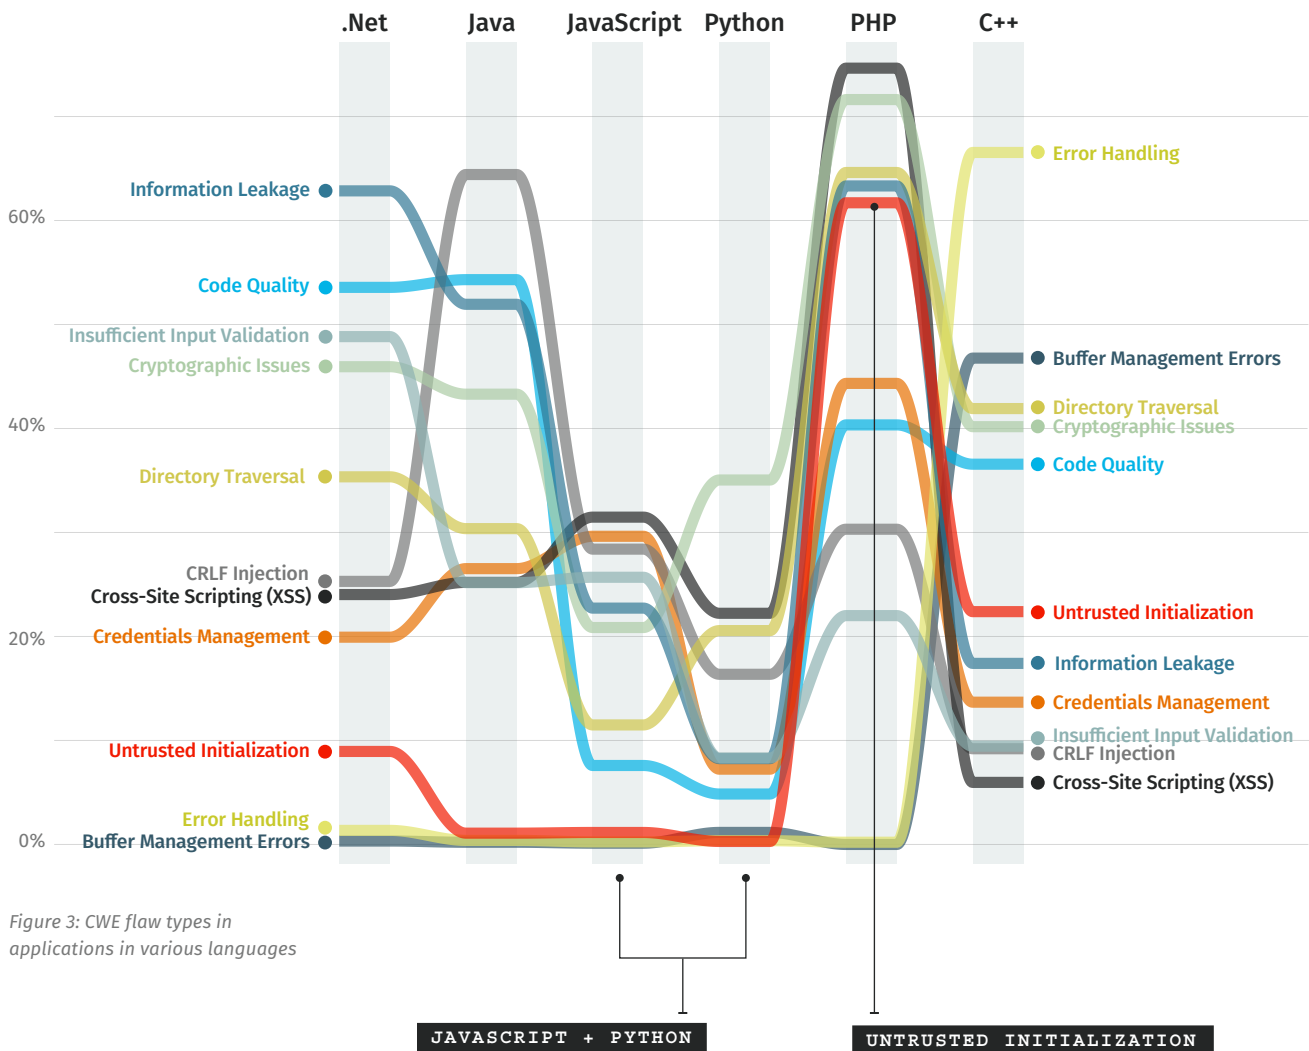 .Net Java JavaScript Python PHP C++
Error Handling
Information Leakage
60%
Code Quality
Insufficient Input Validation
Buffer Management Errors
Cryptographic Issues
Directory Traversal
40%
Cryptographic Issues
Code Quality
Directory Traversal
CRLF Injection
Cross-Site Scripting (XSS)
Untrusted Initialization
20%
Credentials Management
Information Leakage
Credentials Management
Insufficient Input Validation
Untrusted Initialization
CRLF Injection
Cross-Site Scripting (XSS)
Error Handling
0%
Buffer Management Errors
Figure 3: CWE flaw types in
applications in various languages
JAVASCRIPT + PYTHON
UNTRUSTED INITIALIZATION